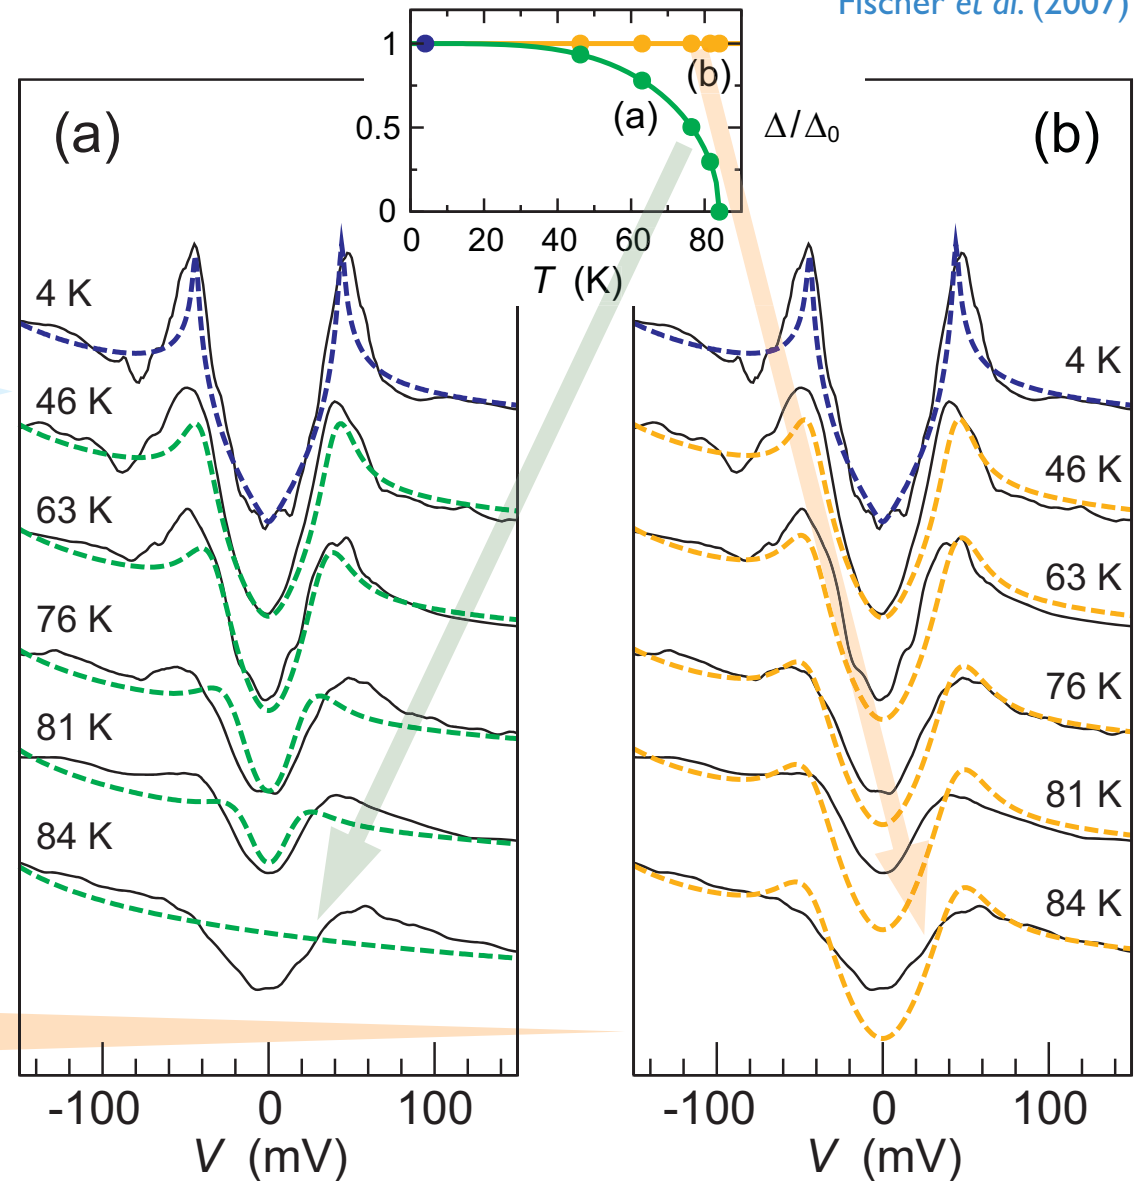 Fischer et al. (2007)
1
0.5
0
0 20 40 60 80
T (K)
Δ/Δ₀
(a)
(b)
(a)
4 K
46 K
63 K
76 K
81 K
84 K
-100 0 100
V (mV)
(b)
4 K
46 K
63 K
76 K
81 K
84 K
-100 0 100
V (mV)